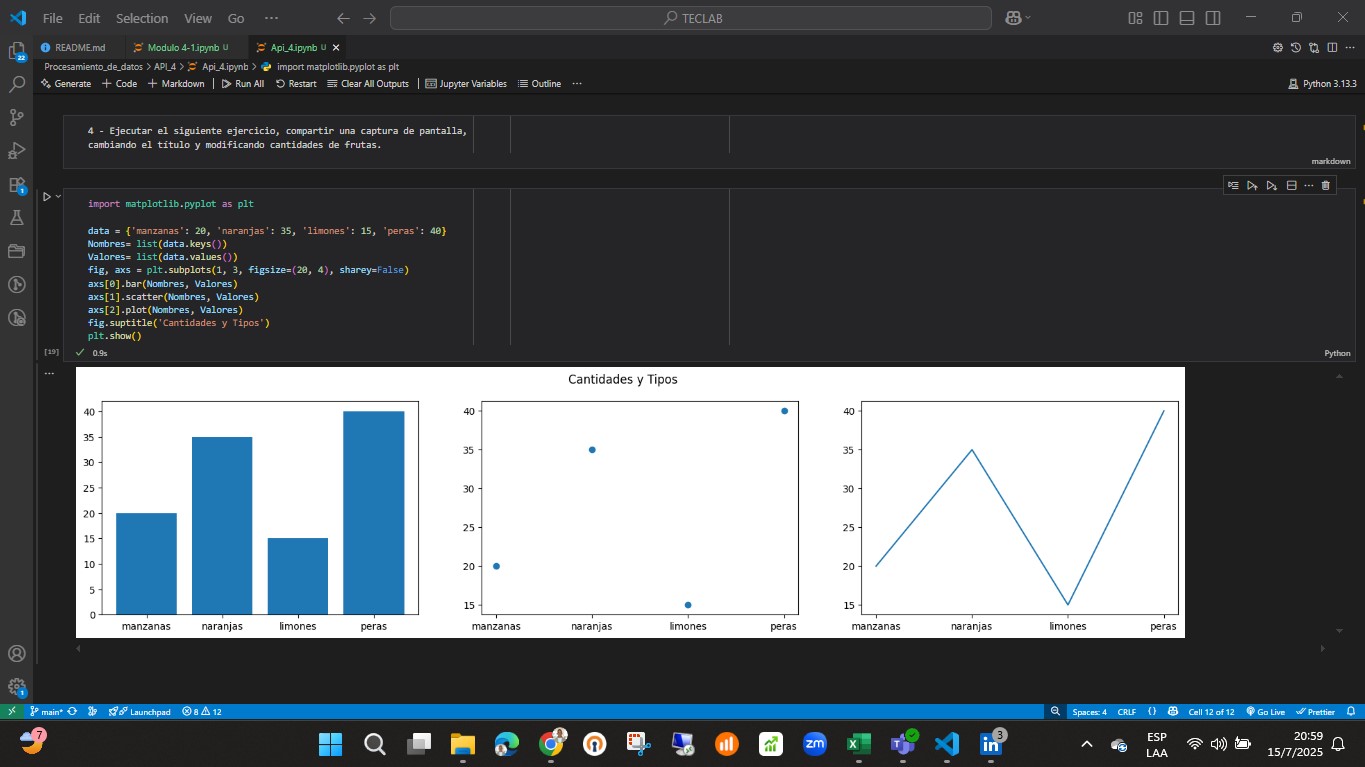 File Edit Selection View Go ··· TECLAB
README.md Modulo 4-1.ipynb U Api_4.ipynb U
Procesamiento_de_datos > API_4 > Api_4.ipynb > import matplotlib.pyplot as plt
Generate + Code + Markdown Run All Restart Clear All Outputs Jupyter Variables Outline ··· Python 3.13.3
22
4 - Ejecutar el siguiente ejercicio, compartir una captura de pantalla,
cambiando el título y modificando cantidades de frutas.
markdown
1
import matplotlib.pyplot as plt
data = {'manzanas': 20, 'naranjas': 35, 'limones': 15, 'peras': 40}
Nombres= list(data.keys())
Valores= list(data.values())
fig, axs = plt.subplots(1, 3, figsize=(20, 4), sharey=False)
axs[0].bar(Nombres, Valores)
axs[1].scatter(Nombres, Valores)
axs[2].plot(Nombres, Valores)
fig.suptitle('Cantidades y Tipos')
plt.show()
[19] 0.9s Python
Cantidades y Tipos
40
35
30
25
20
15
10
5
0
manzanas naranjas limones peras
40
35
30
25
20
15
manzanas naranjas limones peras
40
35
30
25
20
15
manzanas naranjas limones peras
1
main* Launchpad 8 12 Spaces: 4 CRLF {} Cell 12 of 12 Go Live Prettier
7 zm 3 ESP 20:59
LAA 15/7/2025